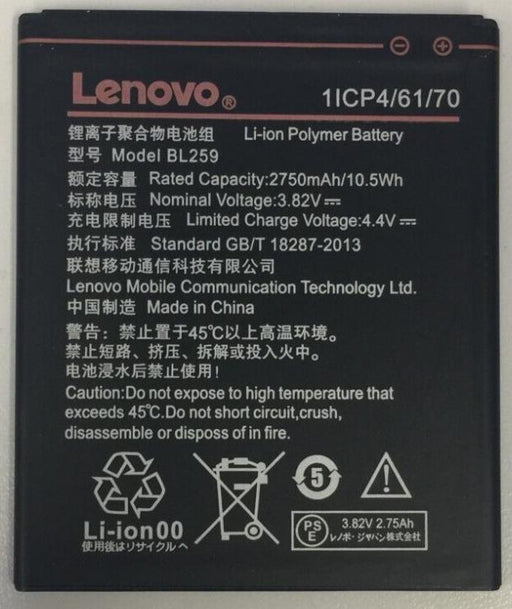 Lenovo®
1ICP4/61/70
锂离子聚合物电池组 Li-ion Polymer Battery
型号 Model BL259
额定容量 Rated Capacity:2750mAh/10.5Wh
标称电压 Nominal Voltage:3.82V⎓
充电限制电压 Limited Charge Voltage:4.4V⎓
执行标准 Standard GB/T 18287-2013
联想移动通信科技有限公司
Lenovo Mobile Communication Technology Ltd.
中国制造 Made in China
警告：禁止置于45℃以上高温环境。
禁止短路、挤压、拆解或投入火中。
电池浸水后禁止使用！
Caution:Do not expose to high temperature that
exceeds 45℃.Do not short circuit,crush,
disassemble or disposs of in fire.
5
Li-ion00
使用後はリサイクルへ
PS
E
3.82V 2.75Ah
レノボ・ジャパン株式会社